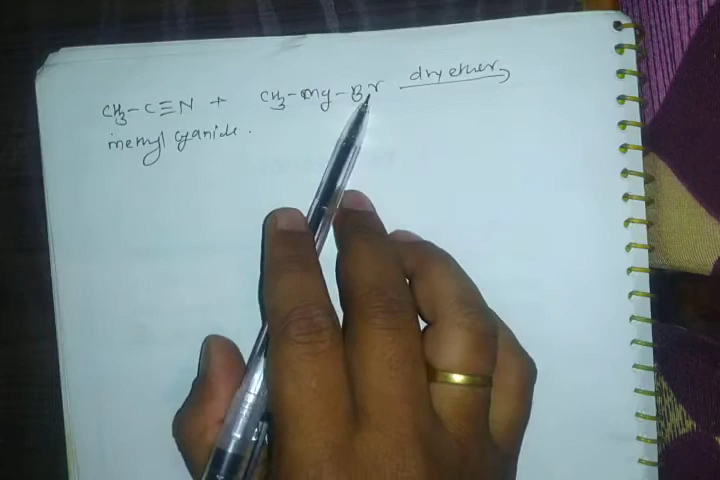 CH3-C≡N + CH3-Mg-Br dry ether
methyl cyanide.